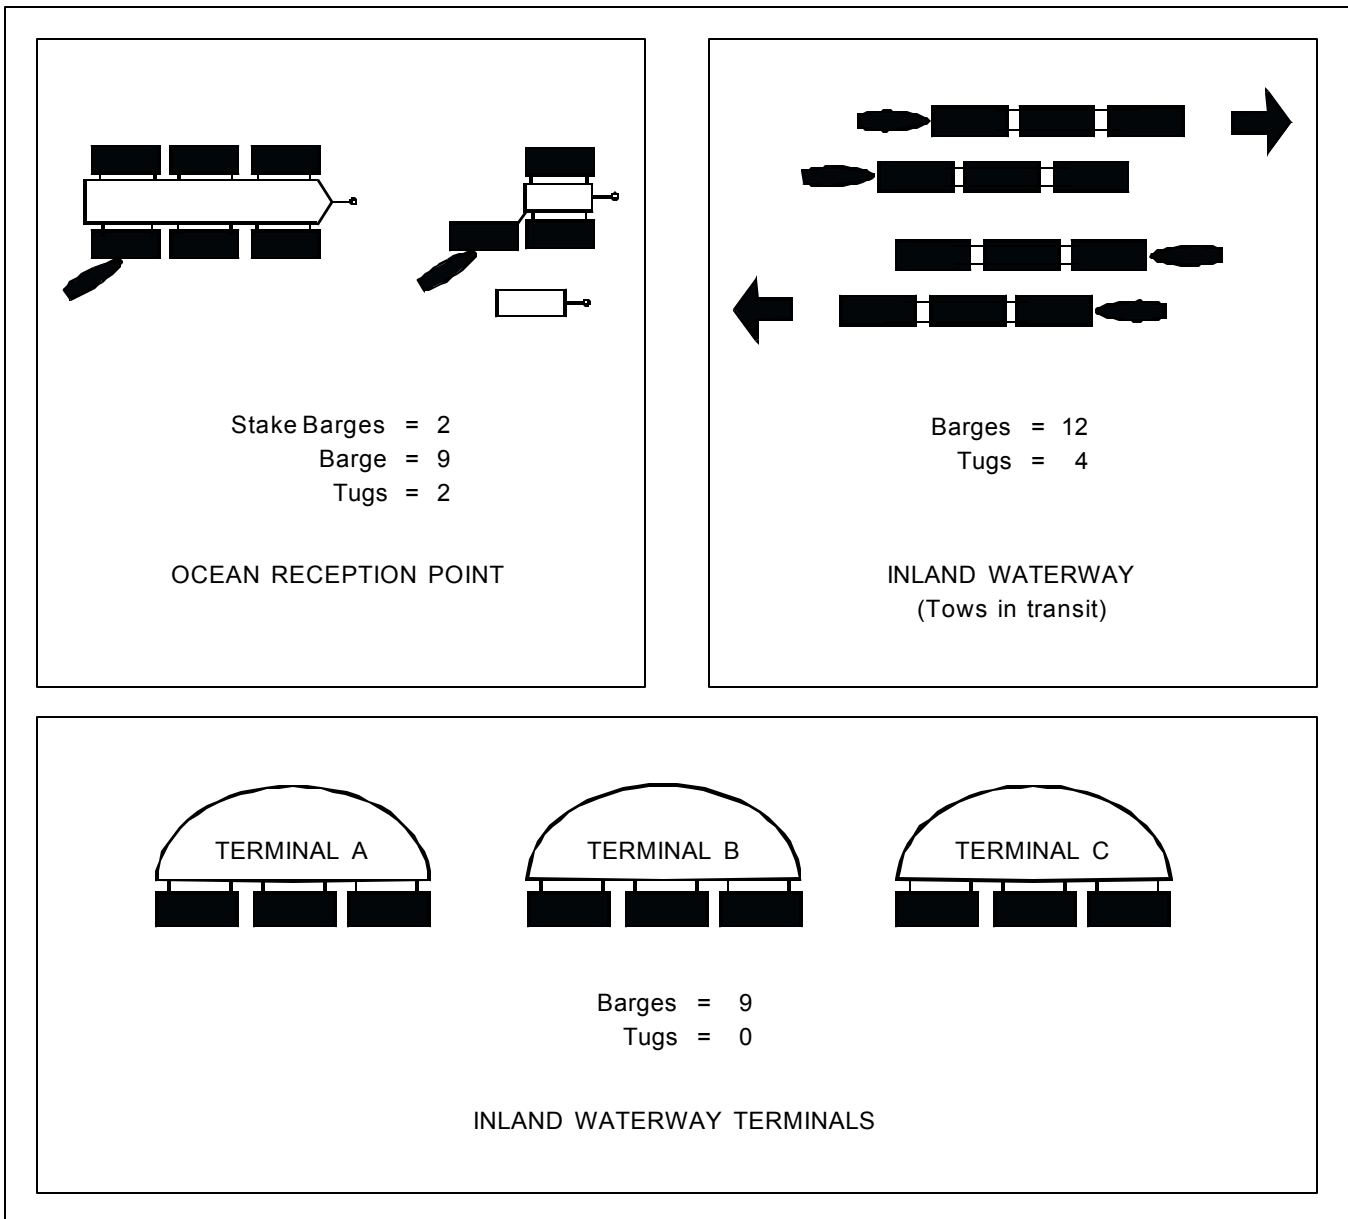 Stake Barges = 2
Barge = 9
Tugs = 2
OCEAN RECEPTION POINT
Barges = 12
Tugs = 4
INLAND WATERWAY
(Tows in transit)
TERMINAL A
TERMINAL B
TERMINAL C
Barges = 9
Tugs = 0
INLAND WATERWAY TERMINALS